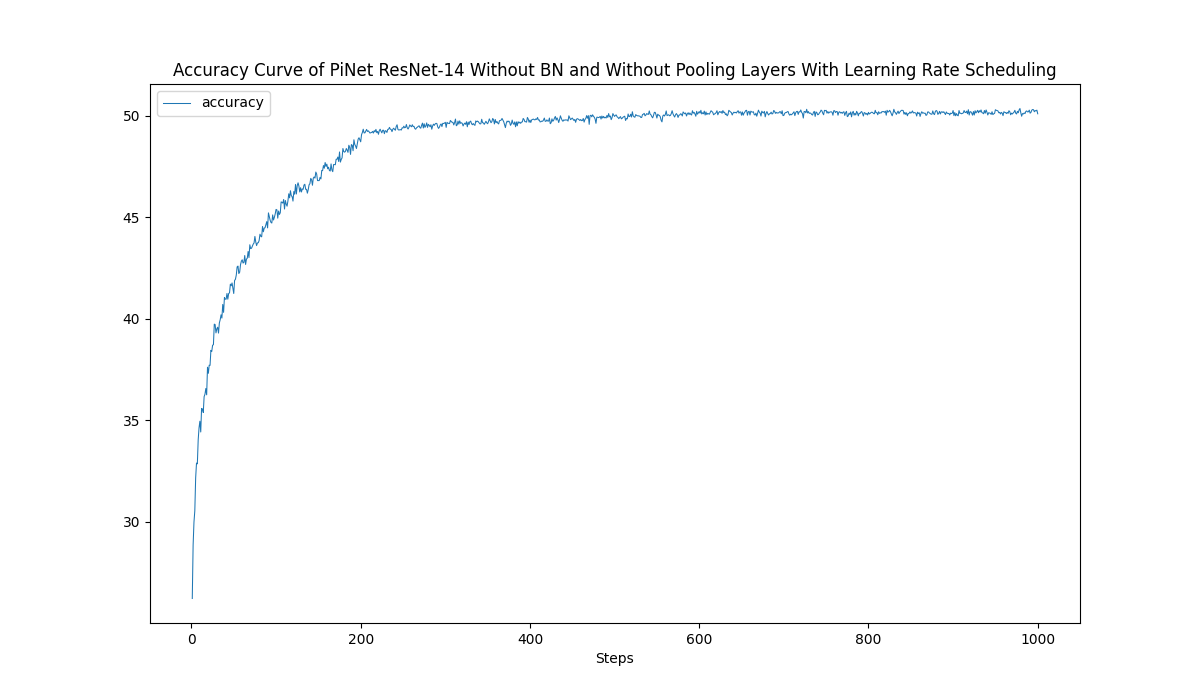 Accuracy Curve of PiNet ResNet-14 Without BN and Without Pooling Layers With Learning Rate Scheduling
accuracy
50
45
40
35
30
0 200 400 600 800 1000
Steps